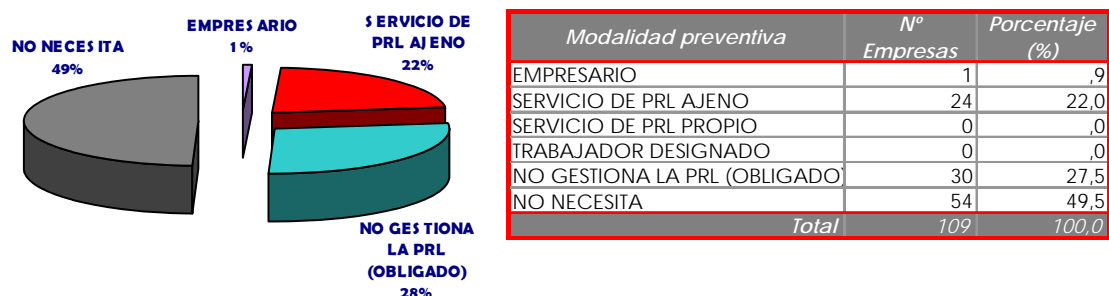 EMPRESARIO
1%
SERVICIO DE
PRL AJENO
22%
NO NECESITA
49%
NO GESTIONA
LA PRL
(OBLIGADO)
28%
Modalidad preventiva Nº Empresas Porcentaje (%)
EMPRESARIO 1 ,9
SERVICIO DE PRL AJENO 24 22,0
SERVICIO DE PRL PROPIO 0 ,0
TRABAJADOR DESIGNADO 0 ,0
NO GESTIONA LA PRL (OBLIGADO) 30 27,5
NO NECESITA 54 49,5
Total 109 100,0